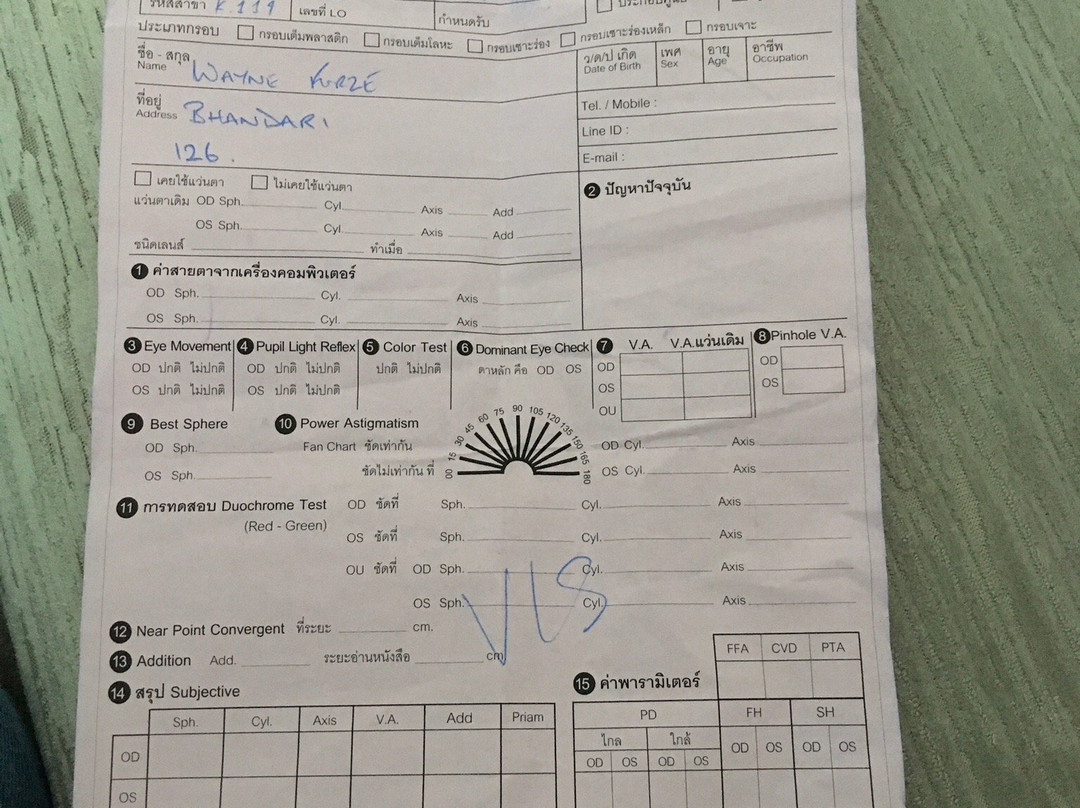 รหัสสาขา K119 เลขที่ LO กำหนดรับ
ประเภทกรอบ กรอบเต็มพลาสติก กรอบเต็มโลหะ กรอบเซาะร่อง กรอบเซาะร่องเหล็ก กรอบเจาะ
ชื่อ - สกุล
Name WAYNE
ว/ด/ป เกิด เพศ อายุ อาชีพ
Date of Birth Sex Age Occupation
ที่อยู่
Address BHANDARI
126.
Tel. / Mobile :
Line ID :
E-mail :
เคยใช้แว่นตา ไม่เคยใช้แว่นตา
แว่นตาเดิม OD Sph. Cyl. Axis Add
OS Sph. Cyl. Axis Add
ชนิดเลนส์ ทำเมื่อ
2 ปัญหาปัจจุบัน
1 ค่าสายตาจากเครื่องคอมพิวเตอร์
OD Sph. Cyl. Axis
OS Sph. Cyl. Axis
3 Eye Movement 4 Pupil Light Reflex 5 Color Test 6 Dominant Eye Check 7 V.A. V.A.แว่นเดิม 8 Pinhole V.A.
OD ปกติ ไม่ปกติ OD ปกติ ไม่ปกติ ปกติ ไม่ปกติ ตาหลัก คือ OD OS OD OD
OS ปกติ ไม่ปกติ OS ปกติ ไม่ปกติ OS OS
OU
9 Best Sphere 10 Power Astigmatism
OD Sph. Fan Chart ชัดเท่ากัน OD Cyl. Axis
OS Sph. ชัดไม่เท่ากัน ที่ OS Cyl. Axis
00 15 30 45 60 75 90 105 120 135 150 165 180
11 การทดสอบ Duochrome Test OD ชัดที่ Sph. Cyl. Axis
(Red - Green) OS ชัดที่ Sph. Cyl. Axis
OU ชัดที่ OD Sph. Cyl. Axis
OS Sph. Cyl. Axis
12 Near Point Convergent ที่ระยะ cm.
13 Addition Add. ระยะอ่านหนังสือ cm
FFA CVD PTA
14 สรุป Subjective
15 ค่าพารามิเตอร์
Sph. Cyl. Axis V.A. Add Priam
PD FH SH
ไกล ใกล้
OD OS OD OS OD OS OD OS
OD
OS